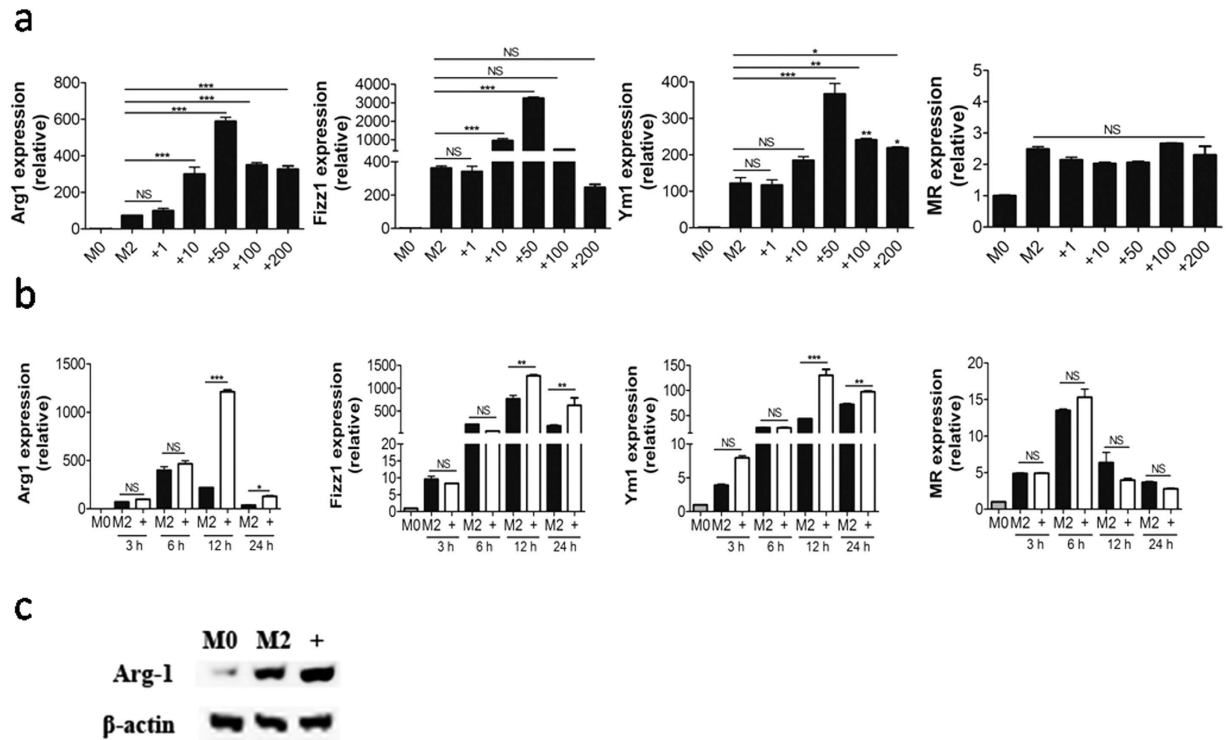 a
Arg1 expression
(relative)
800
600
400
200
0
NS
***
***
***
***
M0 M2 +1 +10 +50 +100 +200
Fizz1 expression
(relative)
4000
3000
2000
1000
400
200
0
NS
NS
***
***
NS
M0 M2 +1 +10 +50 +100 +200
Ym1 expression
(relative)
500
400
300
200
100
0
*
**
***
NS
NS
**
*
M0 M2 +1 +10 +50 +100 +200
MR expression
(relative)
5
4
3
2
1
0
NS
M0 M2 +1 +10 +50 +100 +200
b
Arg1 expression
(relative)
1500
1000
500
0
NS
NS
***
*
M0 M2 + M2 + M2 + M2 +
3 h 6 h 12 h 24 h
Fizz1 expression
(relative)
1500
1000
500
20
15
10
5
0
NS
NS
**
**
M0 M2 + M2 + M2 + M2 +
3 h 6 h 12 h 24 h
Ym1 expression
(relative)
150
100
50
10
5
0
NS
NS
***
**
M0 M2 + M2 + M2 + M2 +
3 h 6 h 12 h 24 h
MR expression
(relative)
20
15
10
5
0
NS
NS
NS
NS
M0 M2 + M2 + M2 + M2 +
3 h 6 h 12 h 24 h
c
M0 M2 +
Arg-1
β-actin